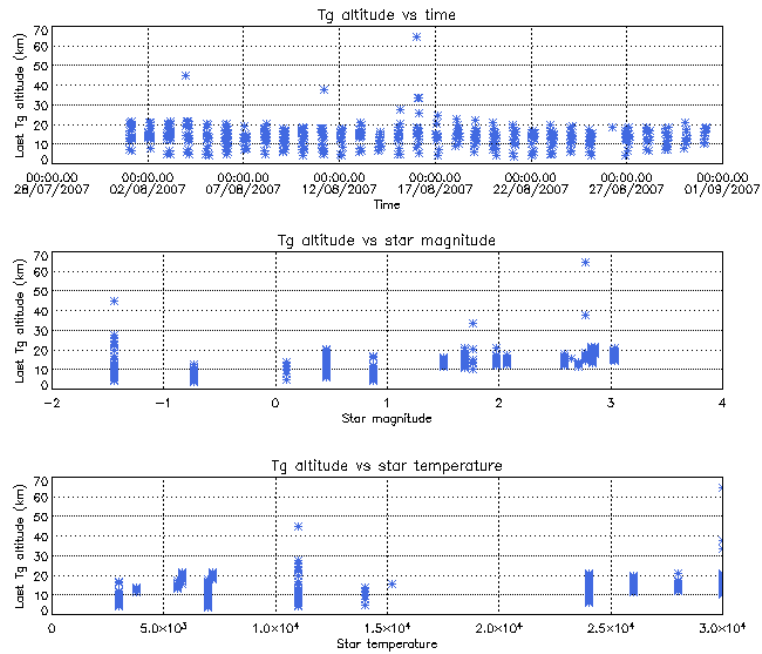 Tg altitude vs time
Last Tg altitude (km)
70
60
50
40
30
20
10
0
00:00.00 00:00.00 00:00.00 00:00.00 00:00.00 00:00.00 00:00.00 00:00.00
28/07/2007 02/08/2007 07/08/2007 12/08/2007 17/08/2007 22/08/2007 27/08/2007 01/09/2007
Time
Tg altitude vs star magnitude
Last Tg altitude (km)
70
60
50
40
30
20
10
0
-2 -1 0 1 2 3 4
Star magnitude
Tg altitude vs star temperature
Last Tg altitude (km)
70
60
50
40
30
20
10
0
0 5.0×10³ 1.0×10⁴ 1.5×10⁴ 2.0×10⁴ 2.5×10⁴ 3.0×10⁴
Star temperature